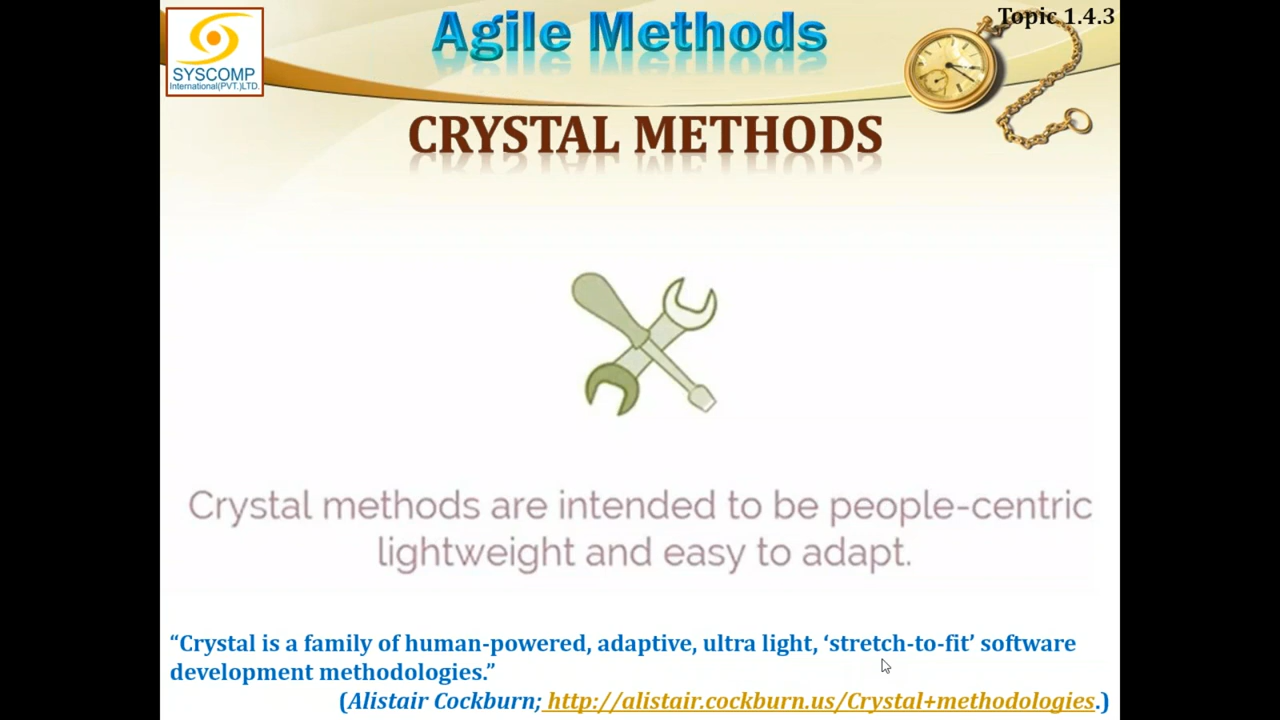 Topic 1.4.3
Agile Methods
SYSCOMP
International(PVT.)LTD.
CRYSTAL METHODS
Crystal methods are intended to be people-centric
lightweight and easy to adapt.
“Crystal is a family of human-powered, adaptive, ultra light, ‘stretch-to-fit’ software
development methodologies.”
(Alistair Cockburn; http://alistair.cockburn.us/Crystal+methodologies.)